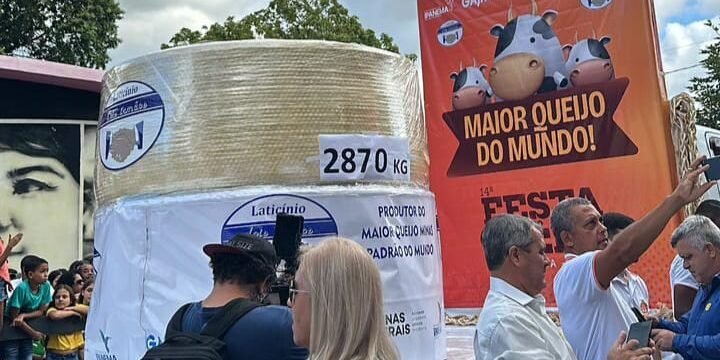 IPANEMA
Laticínio
2870 KG
Laticínio
PRODUTOR DO
MAIOR QUEIJO MINAS
PADRÃO DO MUNDO
NAS
RAIS
MAIOR QUEIJO
DO MUNDO!
14ª
FESTA